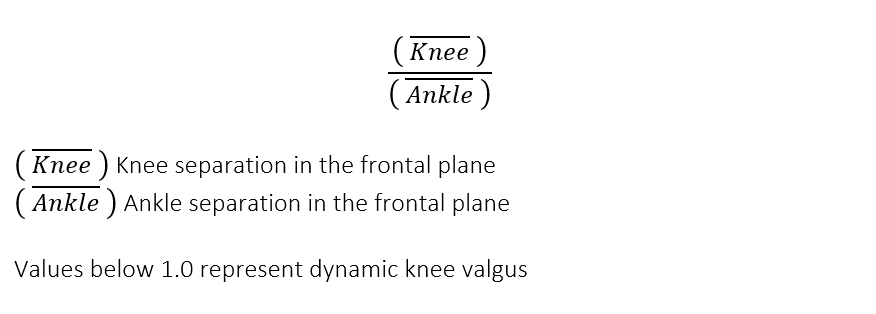 ( Knee )
( Ankle )
( Knee ) Knee separation in the frontal plane
( Ankle ) Ankle separation in the frontal plane
Values below 1.0 represent dynamic knee valgus